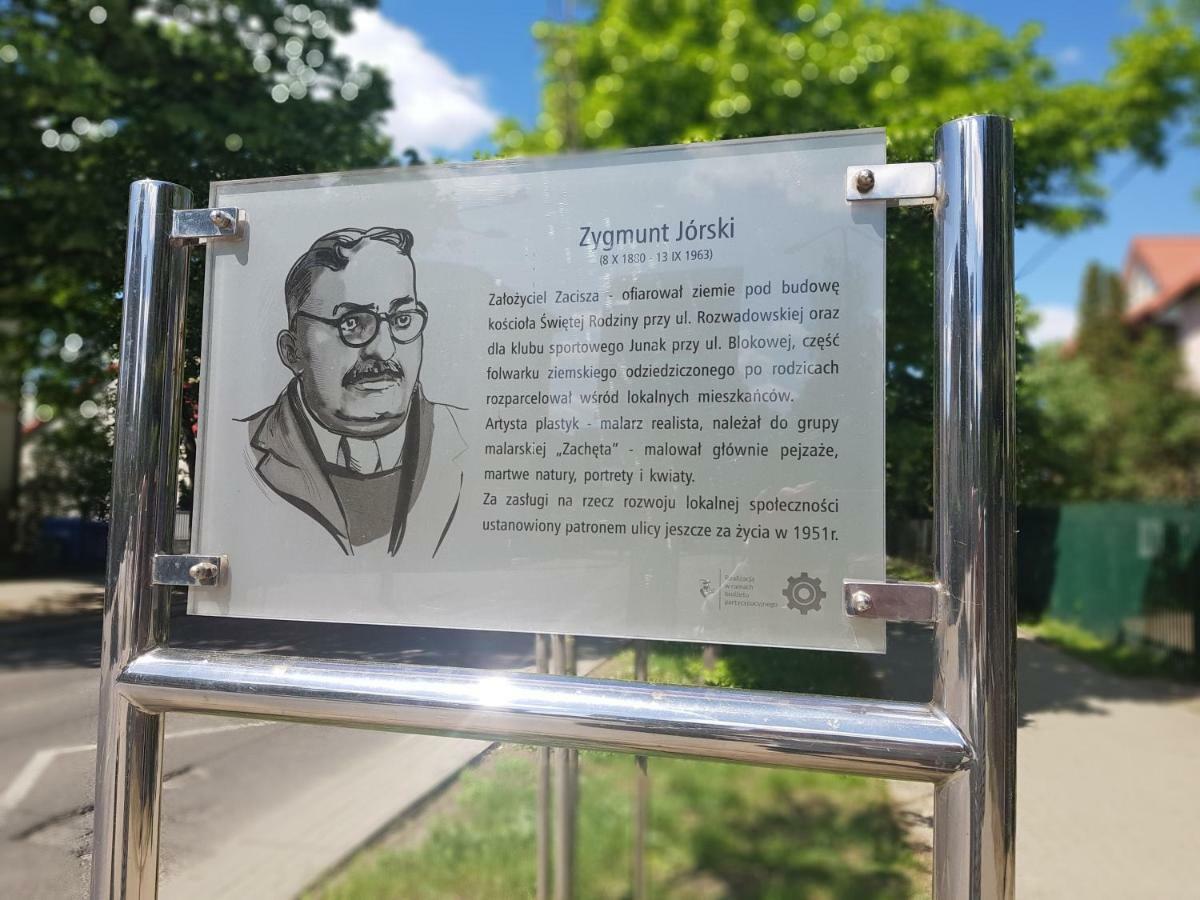 Zygmunt Jórski
(8 X 1880 - 13 IX 1963)
Założyciel Zacisza - ofiarował ziemie pod budowę
kościoła Świętej Rodziny przy ul. Rozwadowskiej oraz
dla klubu sportowego Junak przy ul. Blokowej, część
folwarku ziemskiego odziedziczonego po rodzicach
rozparcelował wśród lokalnych mieszkańców.
Artysta plastyk - malarz realista, należał do grupy
malarskiej „Zachęta” - malował głównie pejzaże,
martwe natury, portrety i kwiaty.
Za zasługi na rzecz rozwoju lokalnej społeczności
ustanowiony patronem ulicy jeszcze za życia w 1951r.
Realizacja
w ramach
budżetu
partycypacyjnego